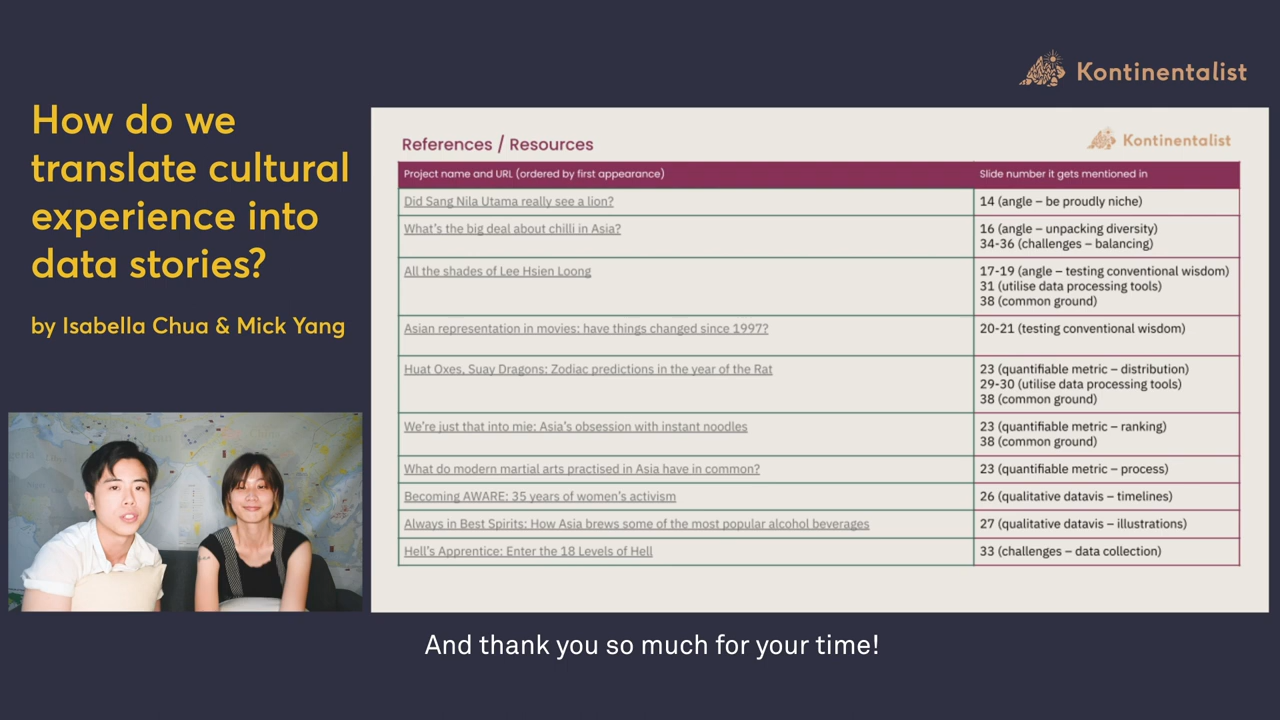 Kontinentalist
How do we
translate cultural
experience into
data stories?
by Isabella Chua & Mick Yang
References / Resources
Kontinentalist
Project name and URL (ordered by first appearance)
Slide number it gets mentioned in
Did Sang Nila Utama really see a lion?
14 (angle – be proudly niche)
What's the big deal about chilli in Asia?
16 (angle – unpacking diversity)
34-36 (challenges – balancing)
All the shades of Lee Hsien Loong
17-19 (angle – testing conventional wisdom)
31 (utilise data processing tools)
38 (common ground)
Asian representation in movies: have things changed since 1997?
20-21 (testing conventional wisdom)
Huat Oxes, Suay Dragons: Zodiac predictions in the year of the Rat
23 (quantifiable metric – distribution)
29-30 (utilise data processing tools)
38 (common ground)
We're just that into mie: Asia's obsession with instant noodles
23 (quantifiable metric – ranking)
38 (common ground)
What do modern martial arts practised in Asia have in common?
23 (quantifiable metric – process)
Becoming AWARE: 35 years of women's activism
26 (qualitative datavis – timelines)
Always in Best Spirits: How Asia brews some of the most popular alcohol beverages
27 (qualitative datavis – illustrations)
Hell's Apprentice: Enter the 18 Levels of Hell
33 (challenges – data collection)
And thank you so much for your time!